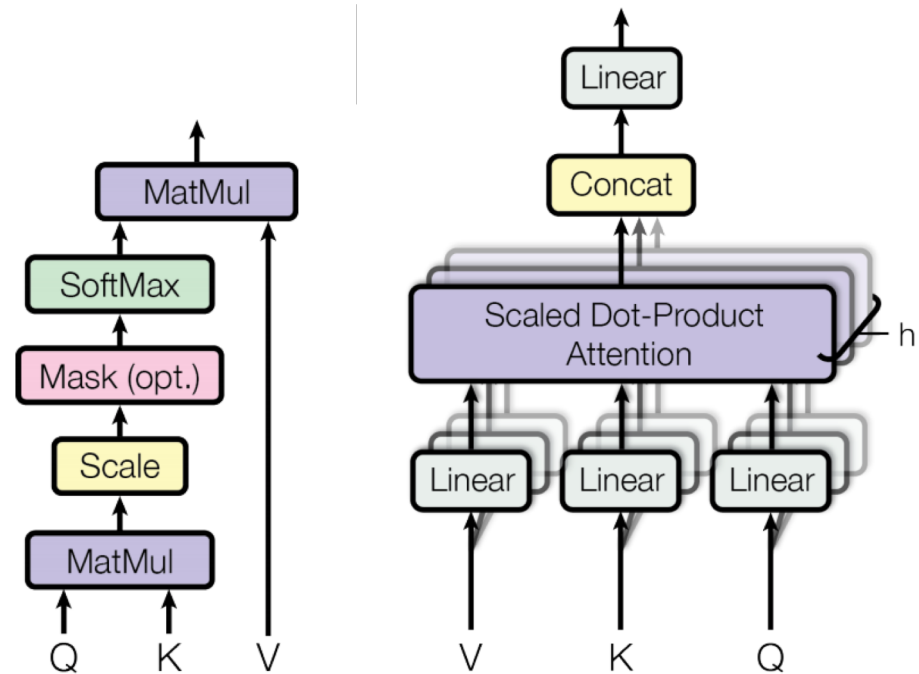 MatMul
SoftMax
Mask (opt.)
Scale
MatMul
Q K V
Linear
Concat
Scaled Dot-Product
Attention
h
Linear Linear Linear
V K Q